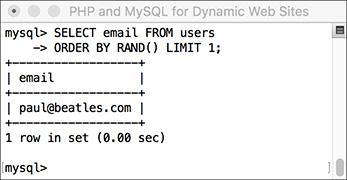 PHP and MySQL for Dynamic Web Sites
mysql> SELECT email FROM users
    -> ORDER BY RAND() LIMIT 1;
+------------------+
| email            |
+------------------+
| paul@beatles.com |
+------------------+
1 row in set (0.00 sec)
[mysql> ]